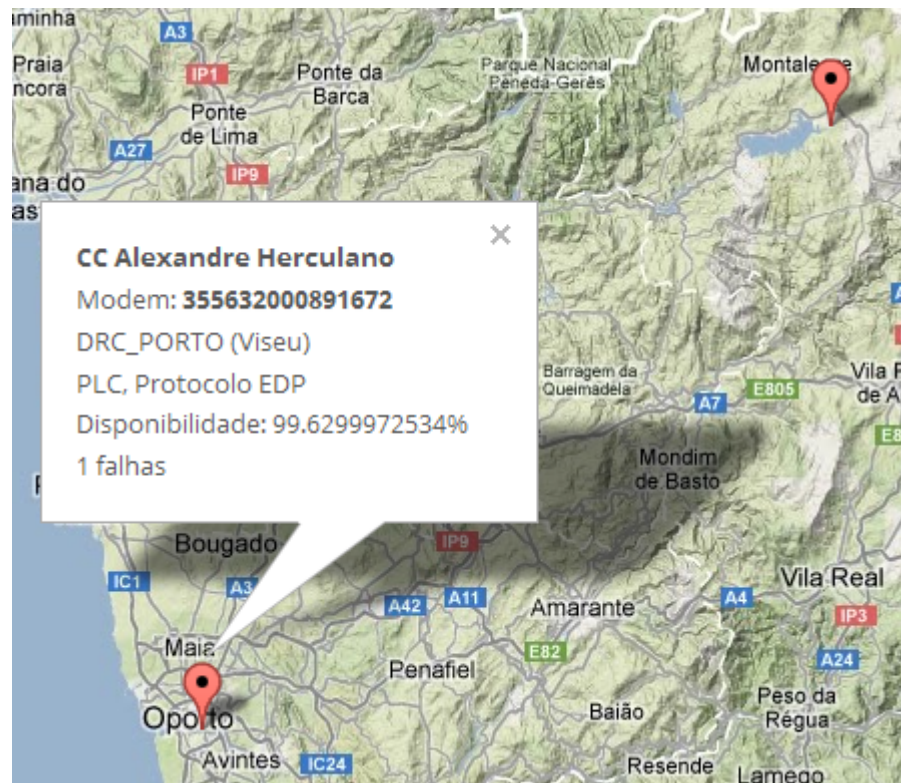 iminha
A3
Praia
ncora
IP1
Ponte da
Barca
Parque Nacional
Peneda-Gerês
Ponte
de Lima
A27
IP9
ana do
as
CC Alexandre Herculano
Modem: 355632000891672
DRC_PORTO (Viseu)
PLC, Protocolo EDP
Disponibilidade: 99.6299972534%
1 falhas
Barragem da
Queimadela
E805
A7
Vila
de A
E8
Mondim
de Basto
Bougado
IP9
IC1
A3
A42
A11
Amarante
A4
Vila Real
IP3
E82
A24
Maia
Penafiel
Oporto
Baião
Peso da
Régua
Avintes
IC24
Resende
Lamego